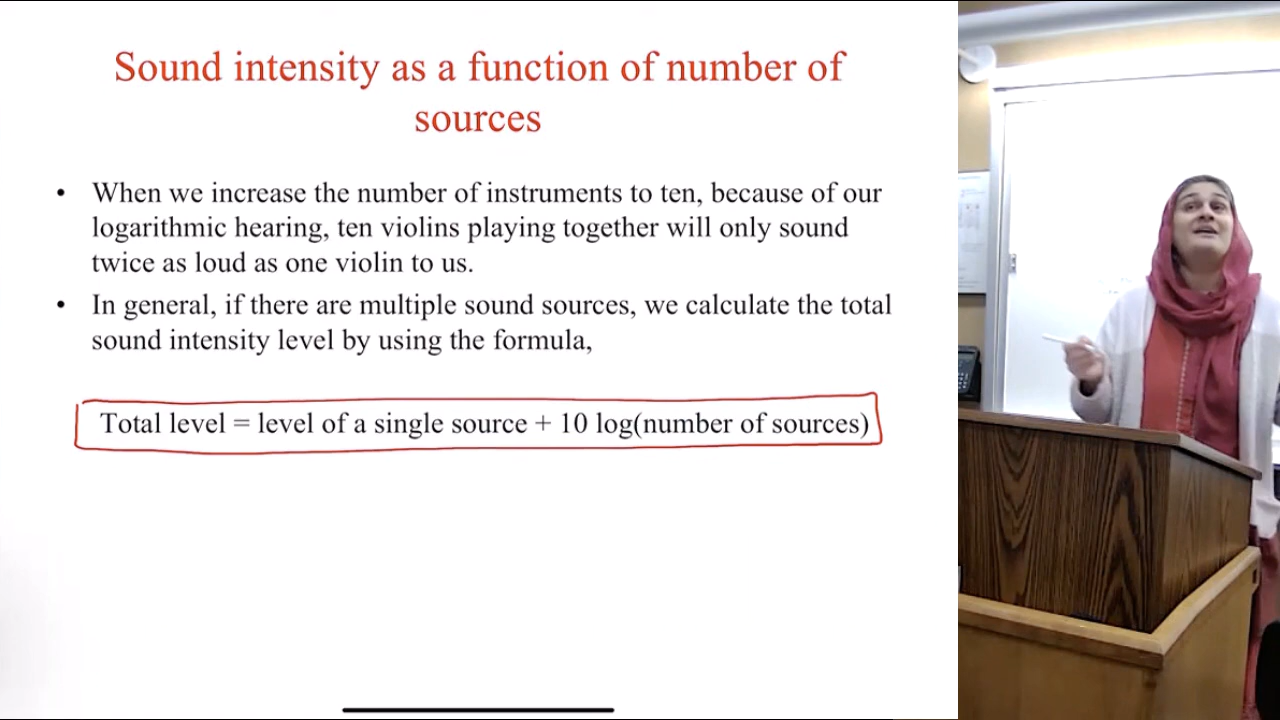 Sound intensity as a function of number of
sources
• When we increase the number of instruments to ten, because of our
logarithmic hearing, ten violins playing together will only sound
twice as loud as one violin to us.
• In general, if there are multiple sound sources, we calculate the total
sound intensity level by using the formula,
Total level = level of a single source + 10 log(number of sources)